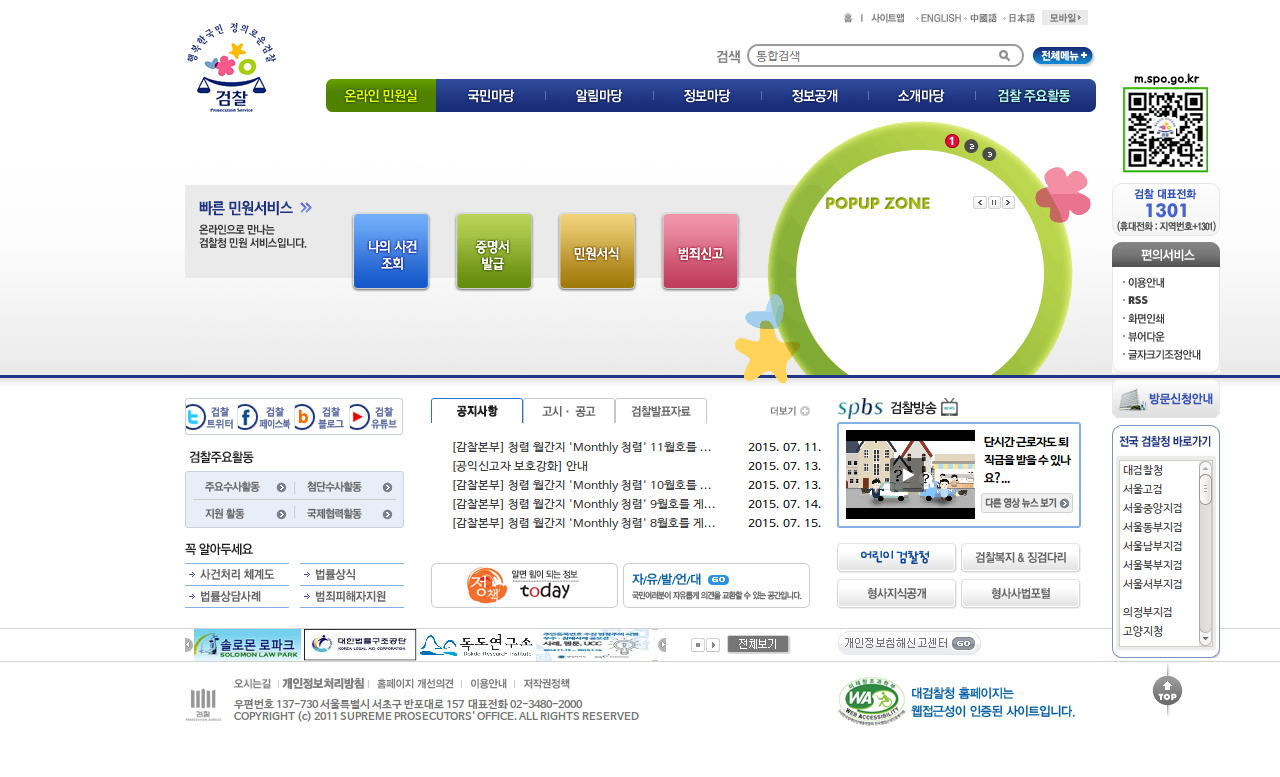 홈 | 사이트맵 · ENGLISH · 中國語 · 日本語 모바일
행복한국민 정의로운검찰
검찰
Prosecution Service
검색 통합검색 전체메뉴 +
온라인 민원실 국민마당 알림마당 정보마당 정보공개 소개마당 검찰 주요활동
m.spo.go.kr
빠른 민원서비스
온라인으로 만나는
검찰청 민원 서비스입니다.
나의 사건
조회
증명서
발급
민원서식
범죄신고
1 2 3
POPUP ZONE
검찰 대표전화
1301
(휴대전화 : 지역번호+1301)
편의서비스
· 이용안내
· RSS
· 화면인쇄
· 뷰어다운
· 글자크기조정안내
방문신청안내
전국 검찰청 바로가기
대검찰청
서울고검
서울중앙지검
서울동부지검
서울남부지검
서울북부지검
서울서부지검
의정부지검
고양지청
검찰
트위터
검찰
페이스북
검찰
블로그
검찰
유튜브
검찰주요활동
주요수사활동 첨단수사활동
지원 활동 국제협력활동
꼭 알아두세요
사건처리 체계도 법률상식
법률상담사례 범죄피해자지원
공지사항 고시 · 공고 검찰발표자료 더보기
[감찰본부] 청렴 월간지 'Monthly 청렴' 11월호를 ... 2015. 07. 11.
[공익신고자 보호강화] 안내 2015. 07. 13.
[감찰본부] 청렴 월간지 'Monthly 청렴' 10월호를 ... 2015. 07. 13.
[감찰본부] 청렴 월간지 'Monthly 청렴' 9월호를 게... 2015. 07. 14.
[감찰본부] 청렴 월간지 'Monthly 청렴' 8월호를 게... 2015. 07. 15.
정책
알면 힘이 되는 정보
today
자/유/발/언/대 GO
국민여러분이 자유롭게 의견을 교환할 수 있는 공간입니다.
spbs 검찰방송 NEWS
단시간 근로자도 퇴
직금을 받을 수 있나
요?...
다른 영상 뉴스 보기
어린이 검찰청 검찰복지 & 징검다리
형사지식공개 형사사법포털
솔로몬 로파크
SOLOMON LAW PARK
대한법률구조공단
KOREA LEGAL AID CORPORATION
독도연구소
Dokdo Research Institute
사례, 웹툰, UCC
전체보기
개인정보침해신고센터 GO
오시는길 | 개인정보처리방침 | 홈페이지 개선의견 | 이용안내 | 저작권정책
검찰
PROSECUTION SERVICE
우편번호 137-730 서울특별시 서초구 반포대로 157 대표전화 02-3480-2000
COPYRIGHT (c) 2011 SUPREME PROSECUTORS' OFFICE. ALL RIGHTS RESERVED
WA
WEB ACCESSIBILITY
대검찰청 홈페이지는
웹접근성이 인증된 사이트입니다.
TOP